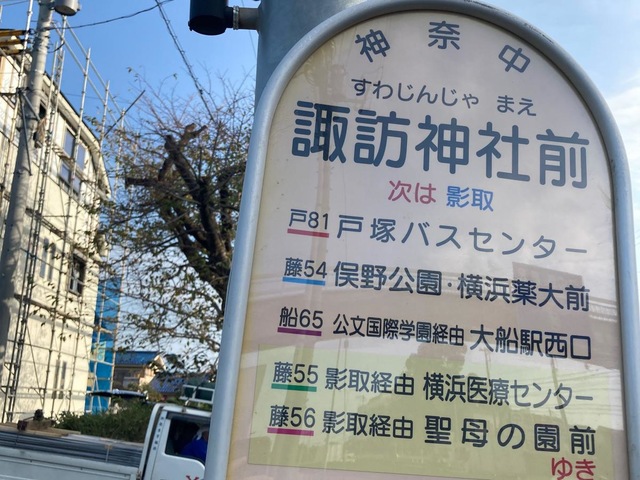 神奈中
すわじんじゃ まえ
諏訪神社前
次は 影取
戸81 戸塚バスセンター
藤54 俣野公園・横浜薬大前
船65 公文国際学園経由 大船駅西口
藤55 影取経由 横浜医療センター
藤56 影取経由 聖母の園前
ゆき